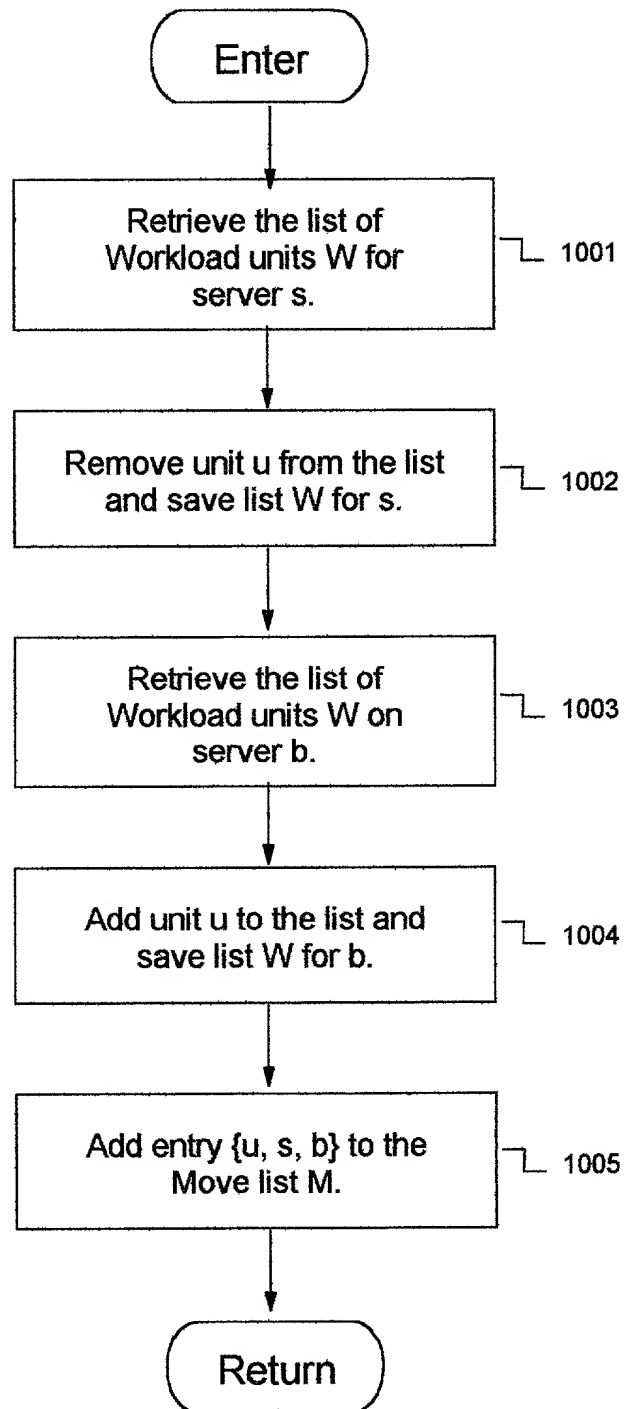 Enter
Retrieve the list of
Workload units W for
server s.
1001
Remove unit u from the list
and save list W for s.
1002
Retrieve the list of
Workload units W on
server b.
1003
Add unit u to the list and
save list W for b.
1004
Add entry {u, s, b} to the
Move list M.
1005
Return